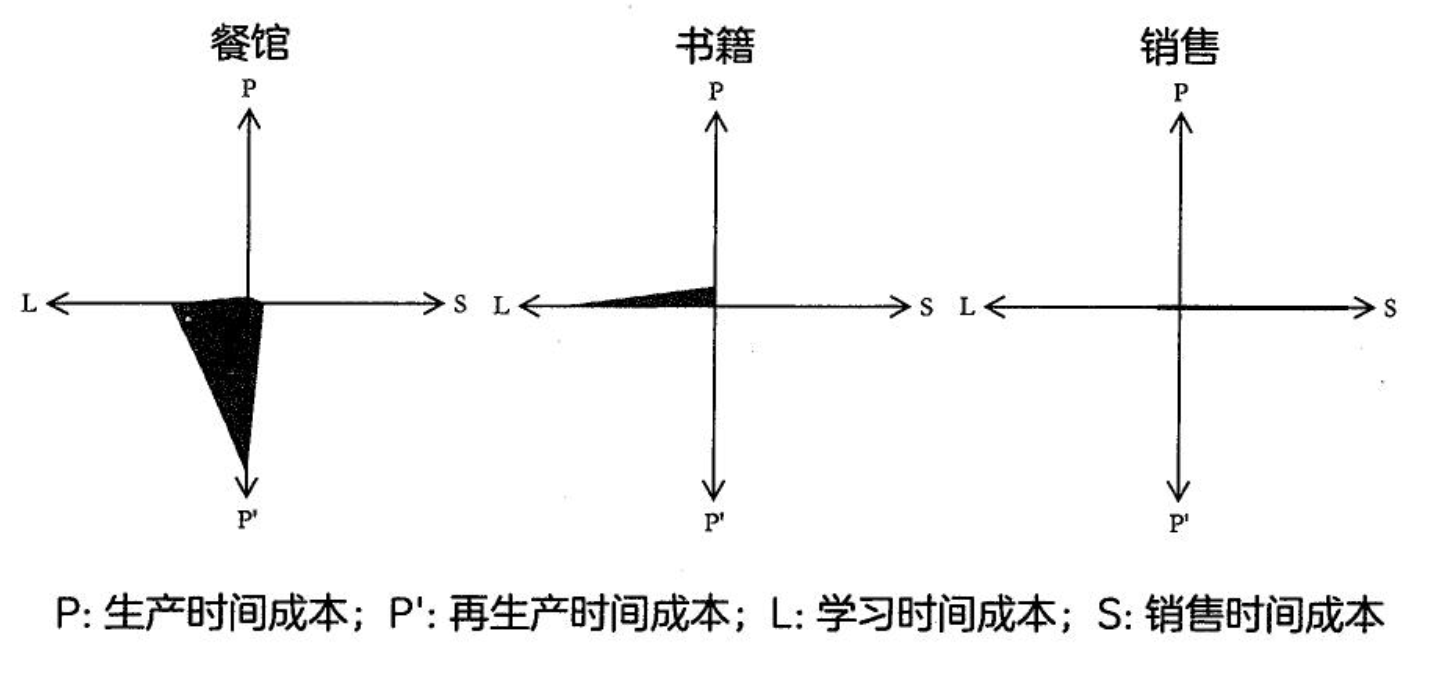 餐馆 书籍 销售
P P P
L S L S L S
P' P' P'
P: 生产时间成本；P': 再生产时间成本；L: 学习时间成本；S: 销售时间成本